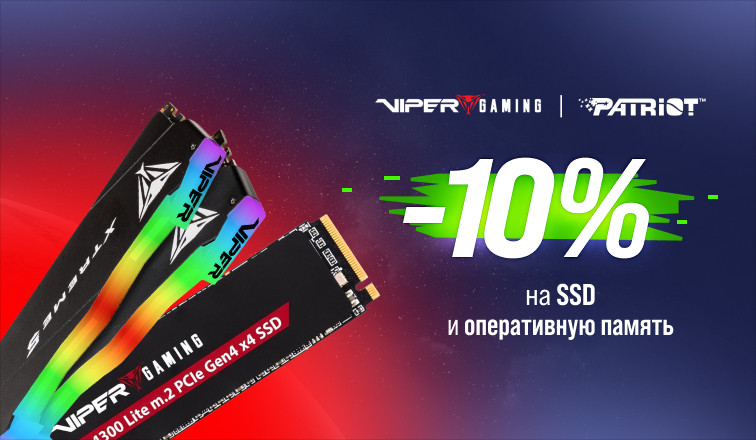 VIPER GAMING | PATRIOT™
-10%
на SSD
и оперативную память
VIPER
XTREME 5
VIPER
VIPER GAMING
4300 Lite m.2 PCIe Gen4 x4 SSD